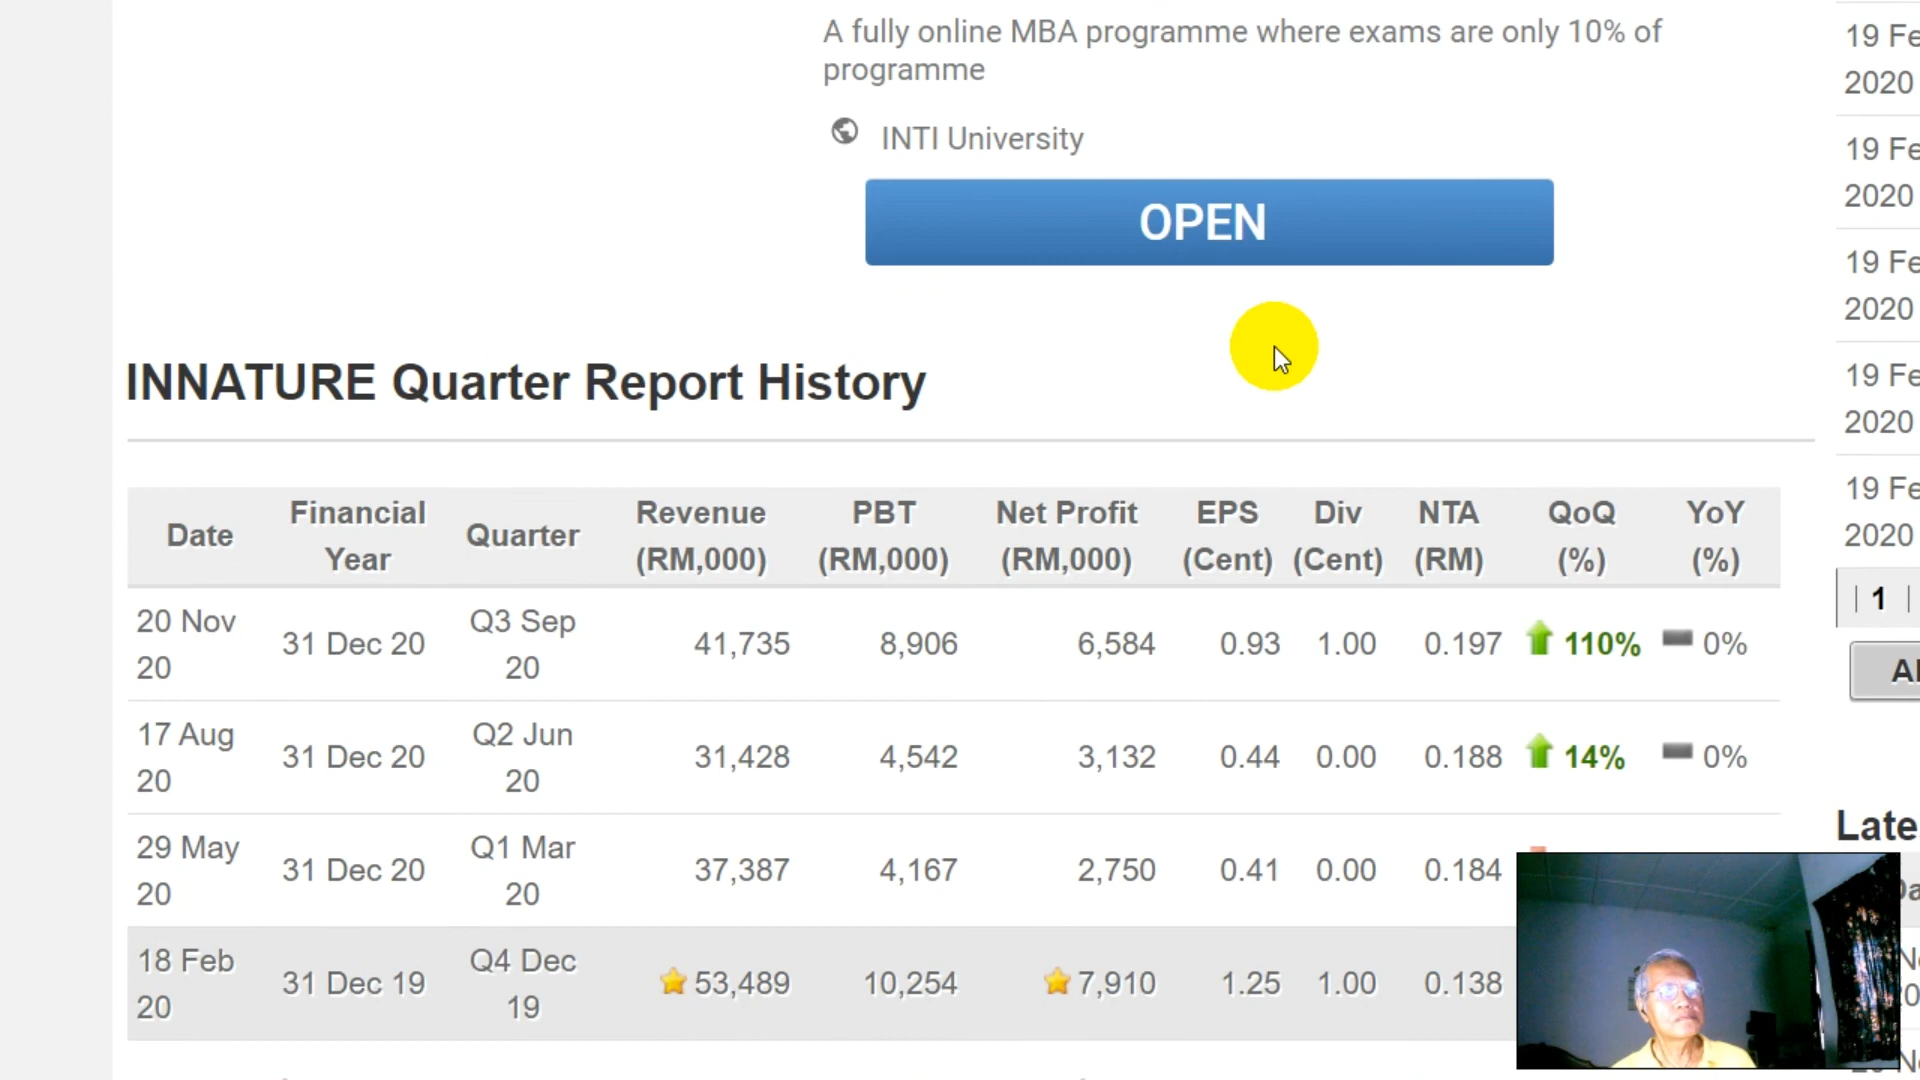 A fully online MBA programme where exams are only 10% of
programme
INTI University
OPEN
INNATURE Quarter Report History
Date Financial Year Quarter Revenue (RM,000) PBT (RM,000) Net Profit (RM,000) EPS (Cent) Div (Cent) NTA (RM) QoQ (%) YoY (%)
20 Nov 20 31 Dec 20 Q3 Sep 20 41,735 8,906 6,584 0.93 1.00 0.197 110% 0%
17 Aug 20 31 Dec 20 Q2 Jun 20 31,428 4,542 3,132 0.44 0.00 0.188 14% 0%
29 May 20 31 Dec 20 Q1 Mar 20 37,387 4,167 2,750 0.41 0.00 0.184
18 Feb 20 31 Dec 19 Q4 Dec 19 53,489 10,254 7,910 1.25 1.00 0.138
19 Fe
2020
19 Fe
2020
19 Fe
2020
19 Fe
2020
19 Fe
2020
1
Late